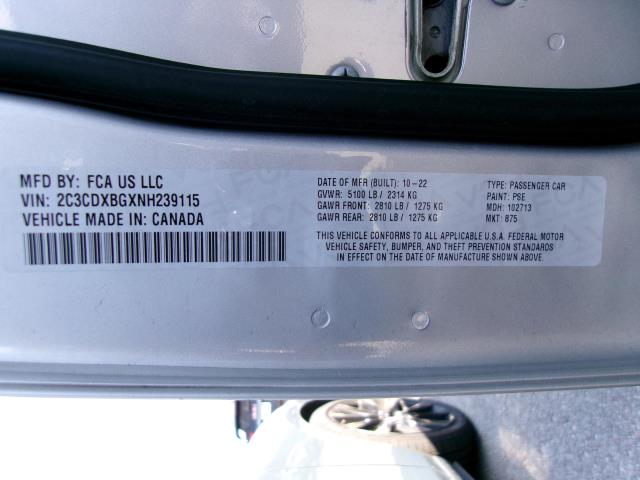 MFD BY: FCA US LLC
VIN: 2C3CDXBGXNH239115
VEHICLE MADE IN: CANADA
DATE OF MFR (BUILT): 10-22
GVWR: 5100 LB / 2314 KG
GAWR FRONT: 2810 LB / 1275 KG
GAWR REAR: 2810 LB / 1275 KG
TYPE: PASSENGER CAR
PAINT: PSE
MDH: 102713
MKT: 875
THIS VEHICLE CONFORMS TO ALL APPLICABLE U.S.A. FEDERAL MOTOR
VEHICLE SAFETY, BUMPER, AND THEFT PREVENTION STANDARDS
IN EFFECT ON THE DATE OF MANUFACTURE SHOWN ABOVE.